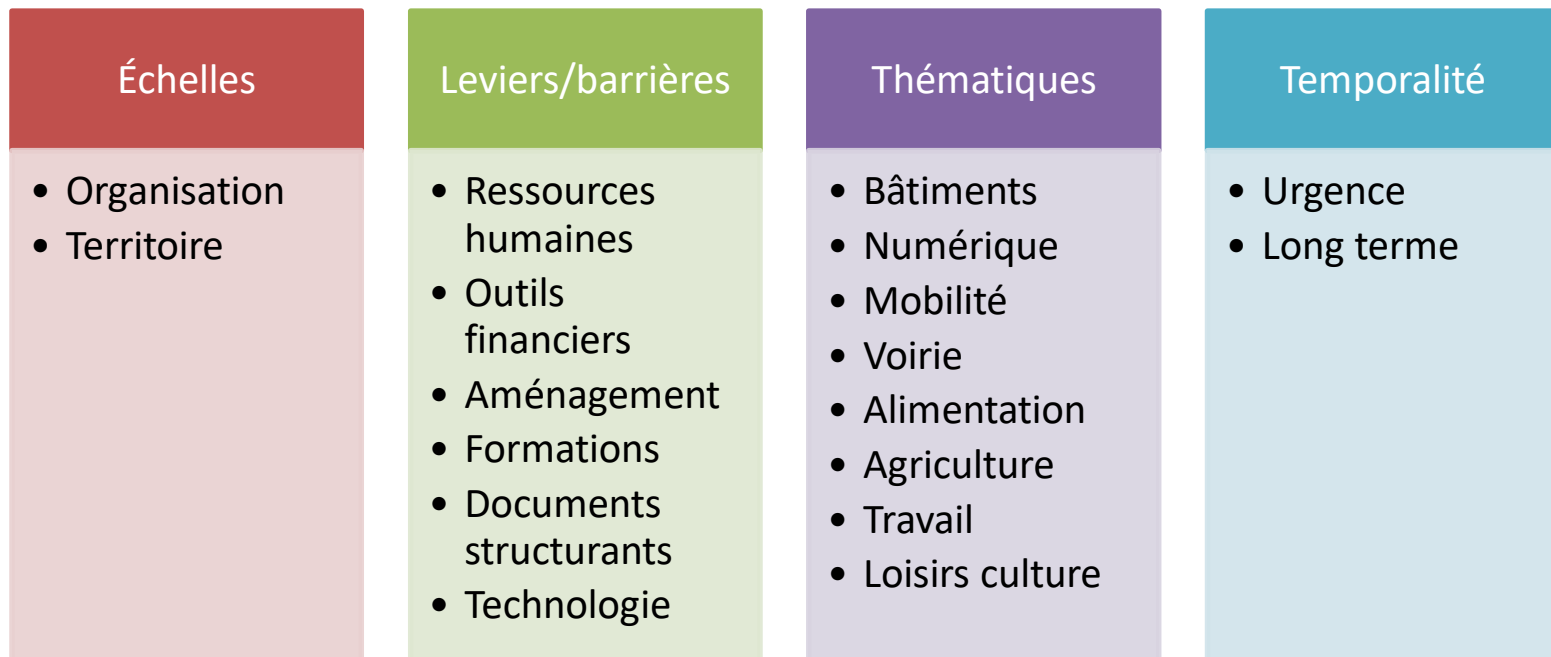 Échelles
• Organisation
• Territoire
Leviers/barrières
• Ressources
humaines
• Outils
financiers
• Aménagement
• Formations
• Documents
structurants
• Technologie
Thématiques
• Bâtiments
• Numérique
• Mobilité
• Voirie
• Alimentation
• Agriculture
• Travail
• Loisirs culture
Temporalité
• Urgence
• Long terme